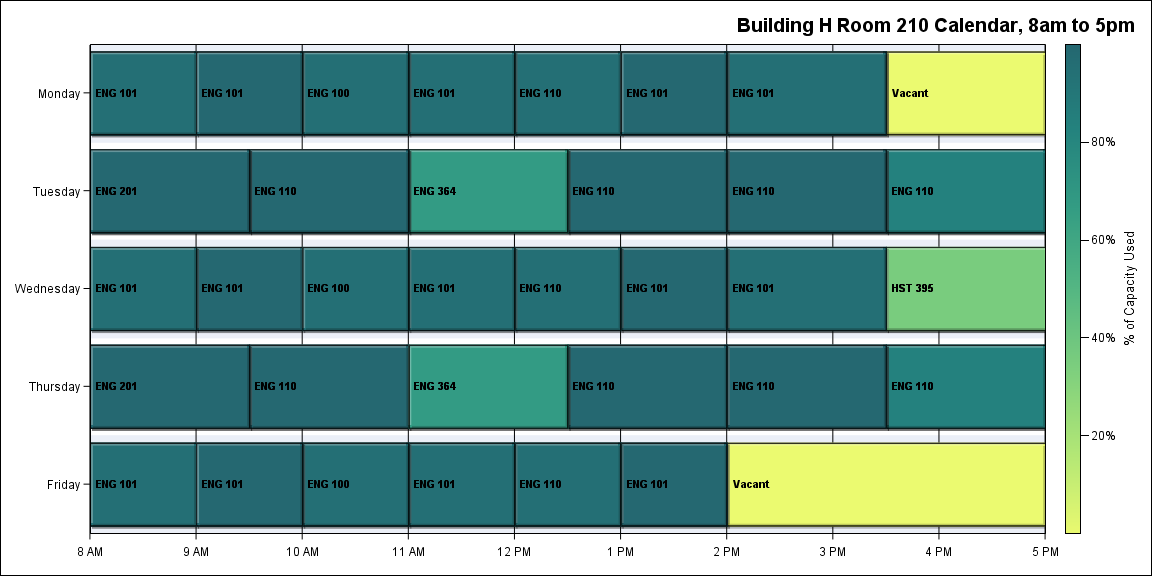 Building H Room 210 Calendar, 8am to 5pm
Monday
ENG 101
ENG 101
ENG 100
ENG 101
ENG 110
ENG 101
ENG 101
Vacant
Tuesday
ENG 201
ENG 110
ENG 364
ENG 110
ENG 110
ENG 110
Wednesday
ENG 101
ENG 101
ENG 100
ENG 101
ENG 110
ENG 101
ENG 101
HST 395
Thursday
ENG 201
ENG 110
ENG 364
ENG 110
ENG 110
ENG 110
Friday
ENG 101
ENG 101
ENG 100
ENG 101
ENG 110
ENG 101
Vacant
8 AM
9 AM
10 AM
11 AM
12 PM
1 PM
2 PM
3 PM
4 PM
5 PM
80%
60%
40%
20%
% of Capacity Used